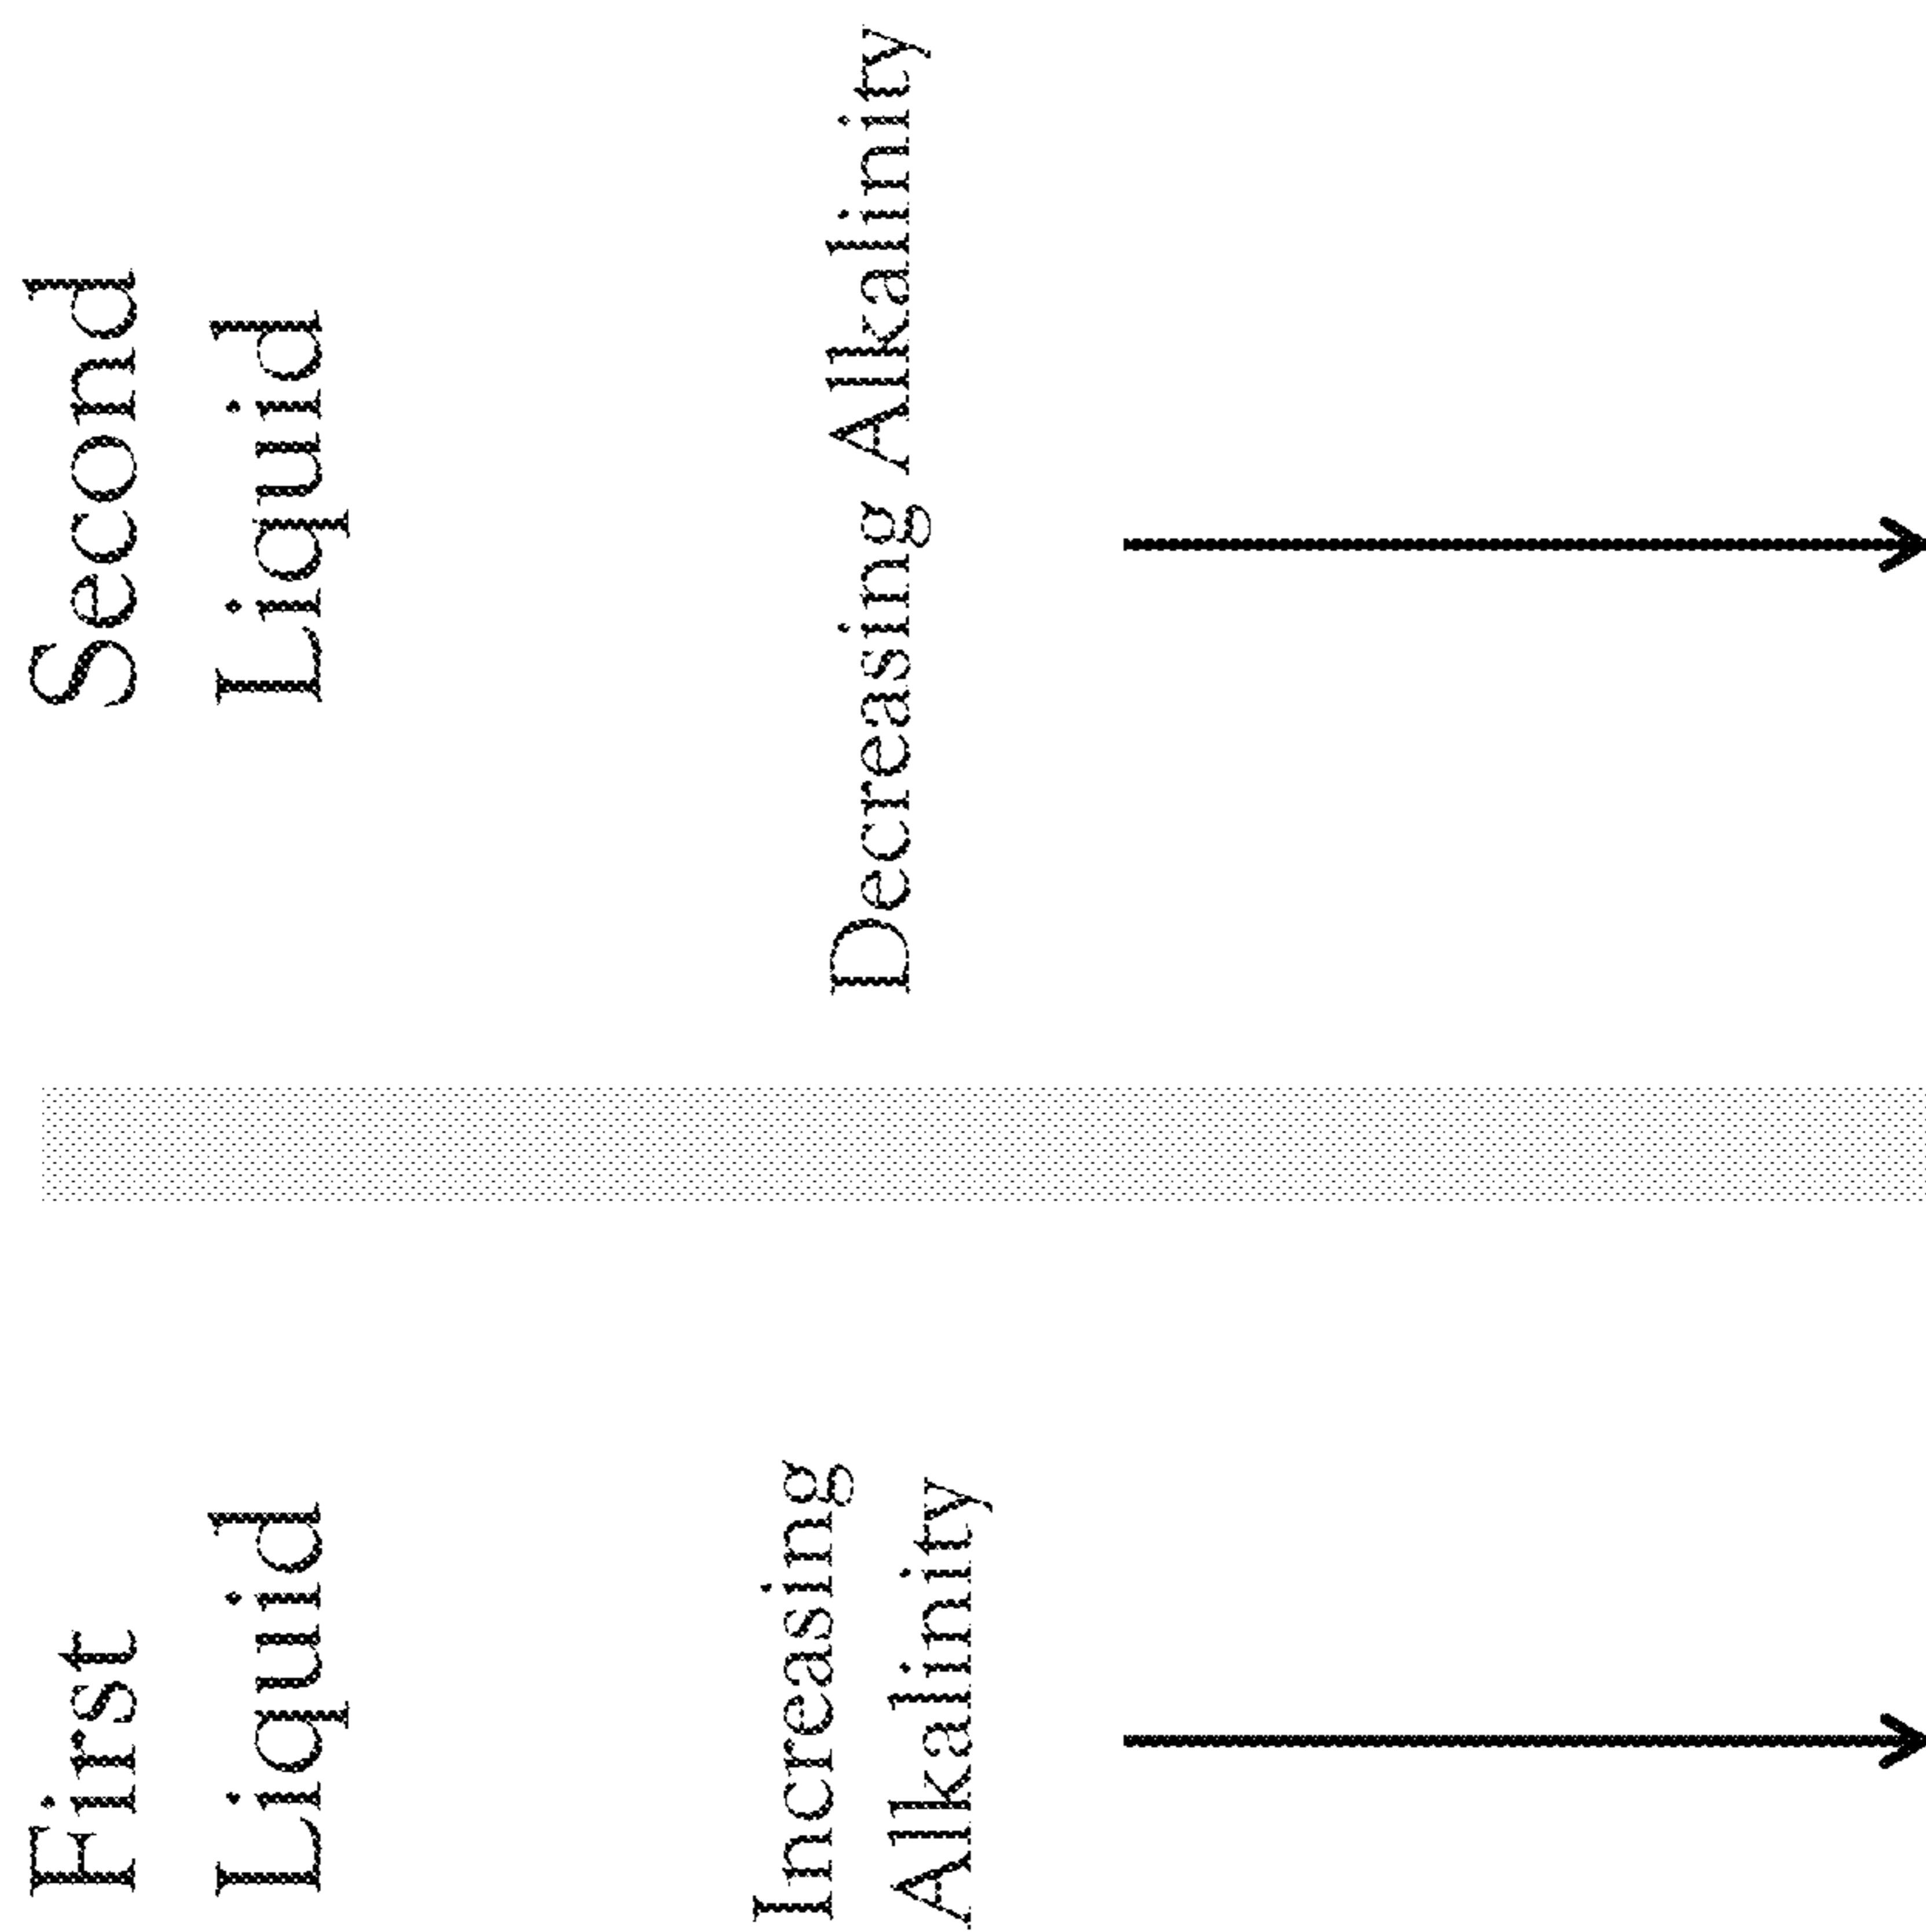 First
Liquid
Second
Liquid
Increasing
Alkalinity
Decreasing Alkalinity